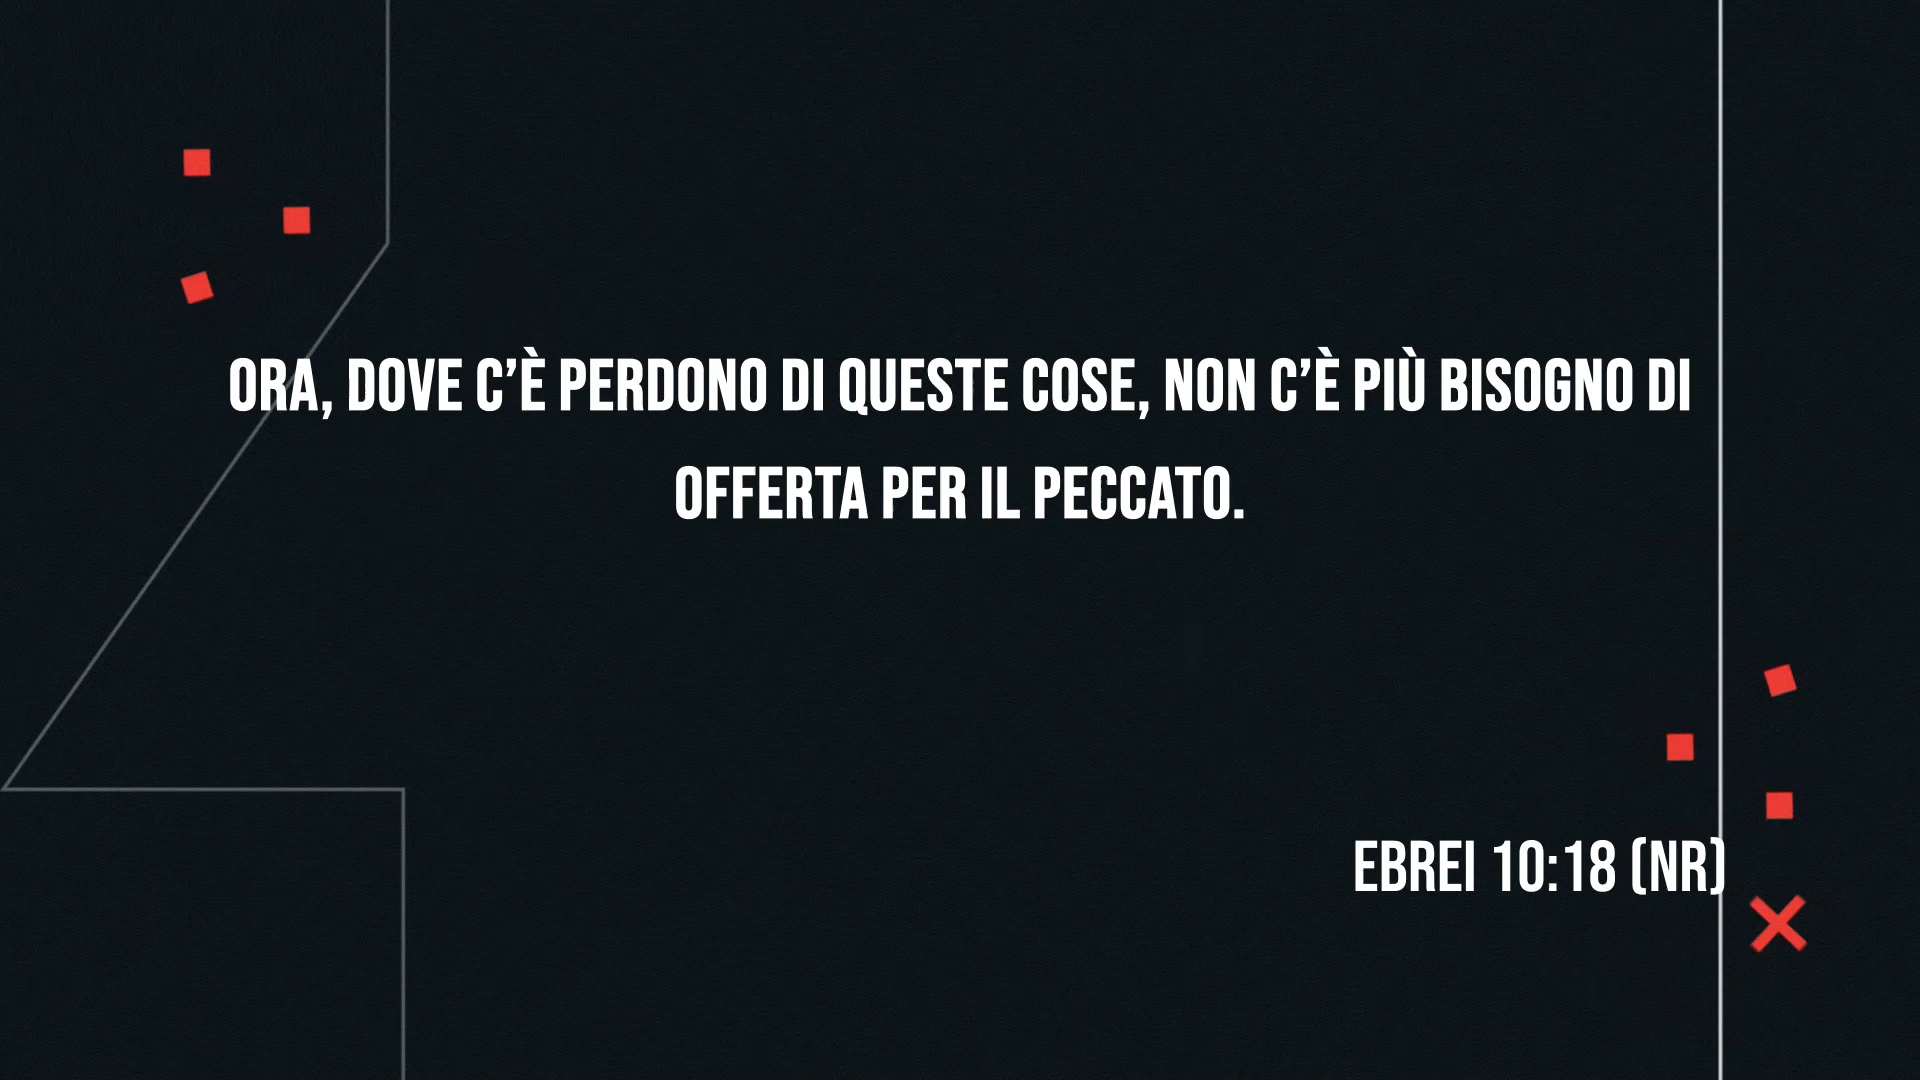 ORA, DOVE C’È PERDONO DI QUESTE COSE, NON C’È PIÙ BISOGNO DI
OFFERTA PER IL PECCATO.
EBREI 10:18 (NR)